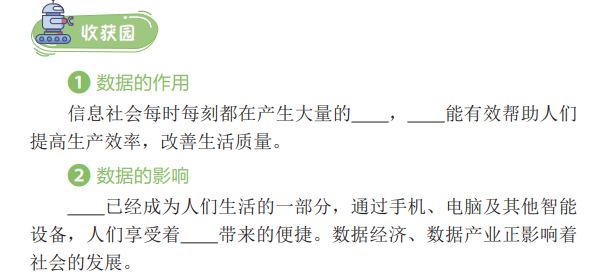 收获园
1 数据的作用
信息社会每时每刻都在产生大量的____，____能有效帮助人们
提高生产效率，改善生活质量。
2 数据的影响
____已经成为人们生活的一部分，通过手机、电脑及其他智能
设备，人们享受着____带来的便捷。数据经济、数据产业正影响着
社会的发展。